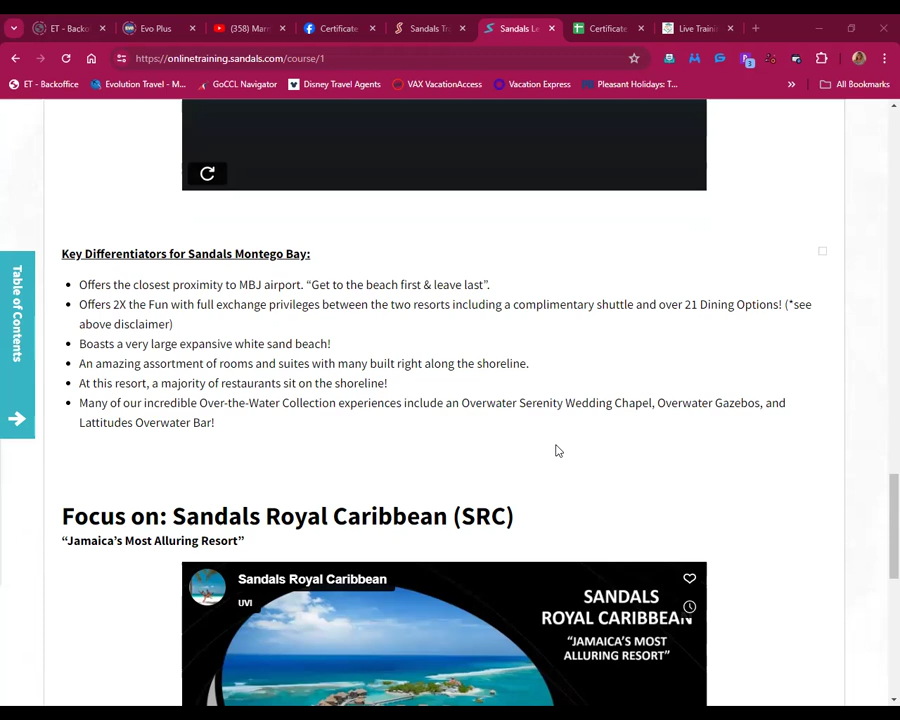 ET - Backo
Evo Plus
(358) Mar
Certificate
Sandals Tr
Sandals Le
Certificate
Live Traini
https://onlinetraining.sandals.com/course/1
3
ET - Backoffice
Evolution Travel - M...
GoCCL Navigator
Disney Travel Agents
VAX VacationAccess
Vacation Express
Pleasant Holidays: T...
All Bookmarks
Table of Contents
Key Differentiators for Sandals Montego Bay:
Offers the closest proximity to MBJ airport. “Get to the beach first & leave last”.
Offers 2X the Fun with full exchange privileges between the two resorts including a complimentary shuttle and over 21 Dining Options! (*see
above disclaimer)
Boasts a very large expansive white sand beach!
An amazing assortment of rooms and suites with many built right along the shoreline.
At this resort, a majority of restaurants sit on the shoreline!
Many of our incredible Over-the-Water Collection experiences include an Overwater Serenity Wedding Chapel, Overwater Gazebos, and
Lattitudes Overwater Bar!
Focus on: Sandals Royal Caribbean (SRC)
“Jamaica’s Most Alluring Resort”
Sandals Royal Caribbean
UVI
SANDALS
ROYAL CARIBBEAN
“JAMAICA’S MOST
ALLURING RESORT”